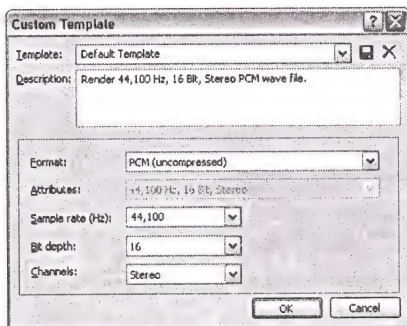 Custom Template
Template: Default Template
Description: Render 44,100 Hz, 16 Bit, Stereo PCM wave file.
Format: PCM (uncompressed)
Attributes: 44,100 Hz, 16 Bit, Stereo
Sample rate (Hz): 44,100
Bit depth: 16
Channels: Stereo
OK Cancel